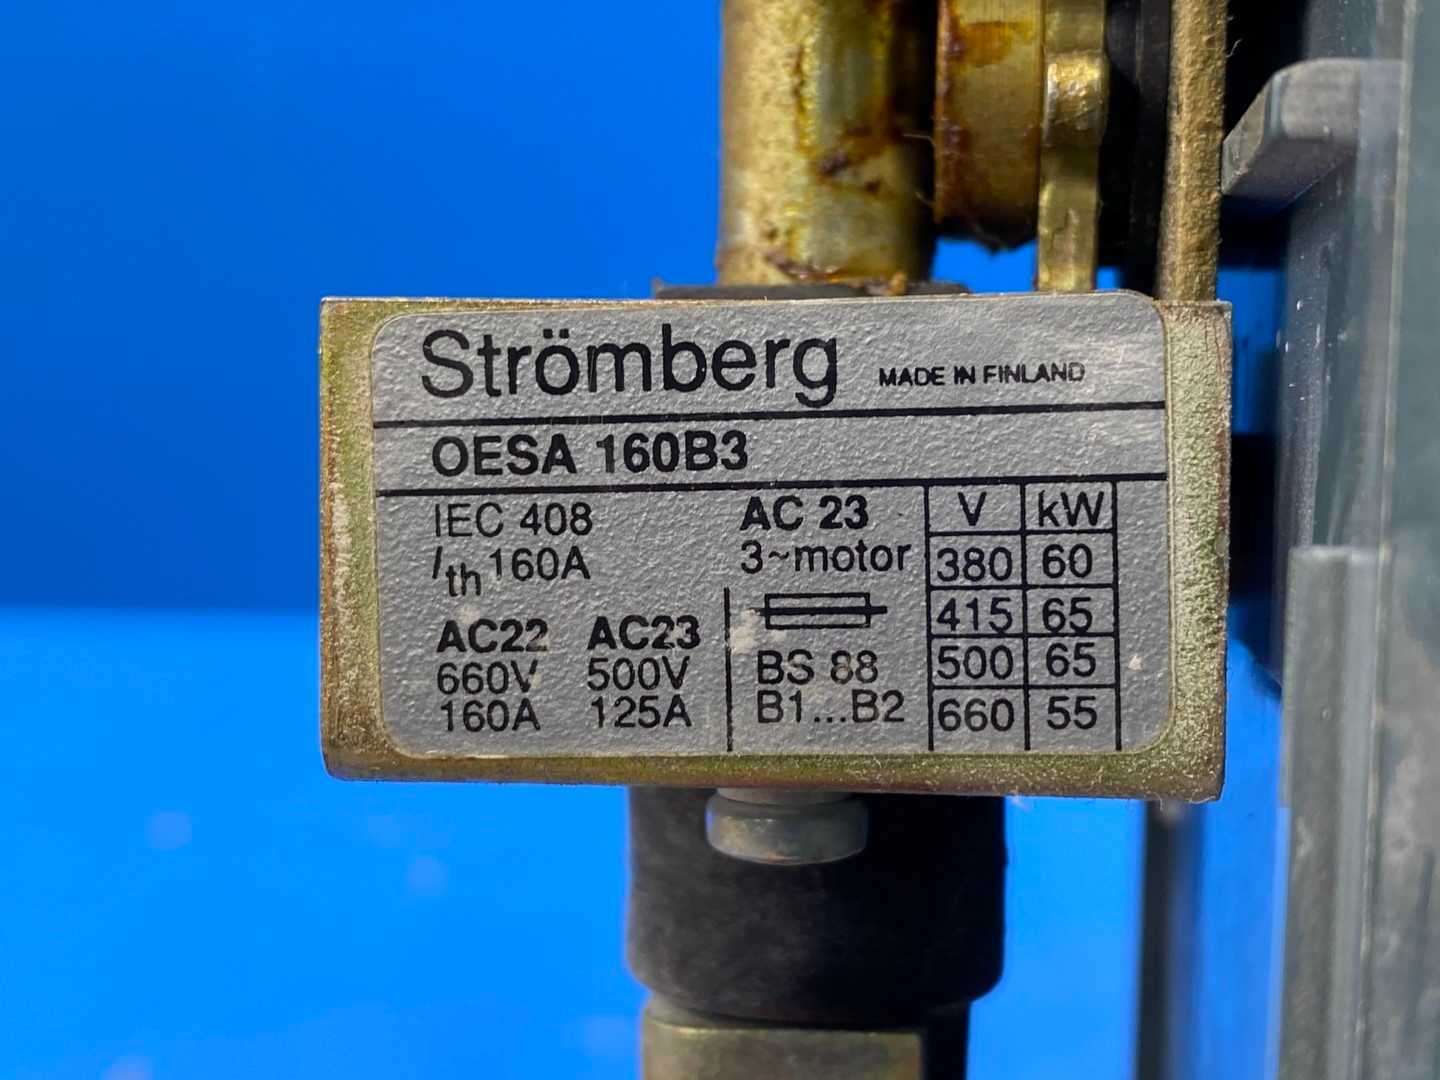 Strömberg MADE IN FINLAND
OESA 160B3
IEC 408
Ith 160A
AC22 AC23
660V 500V
160A 125A
AC 23
3~motor
BS 88
B1...B2
V kW
380 60
415 65
500 65
660 55